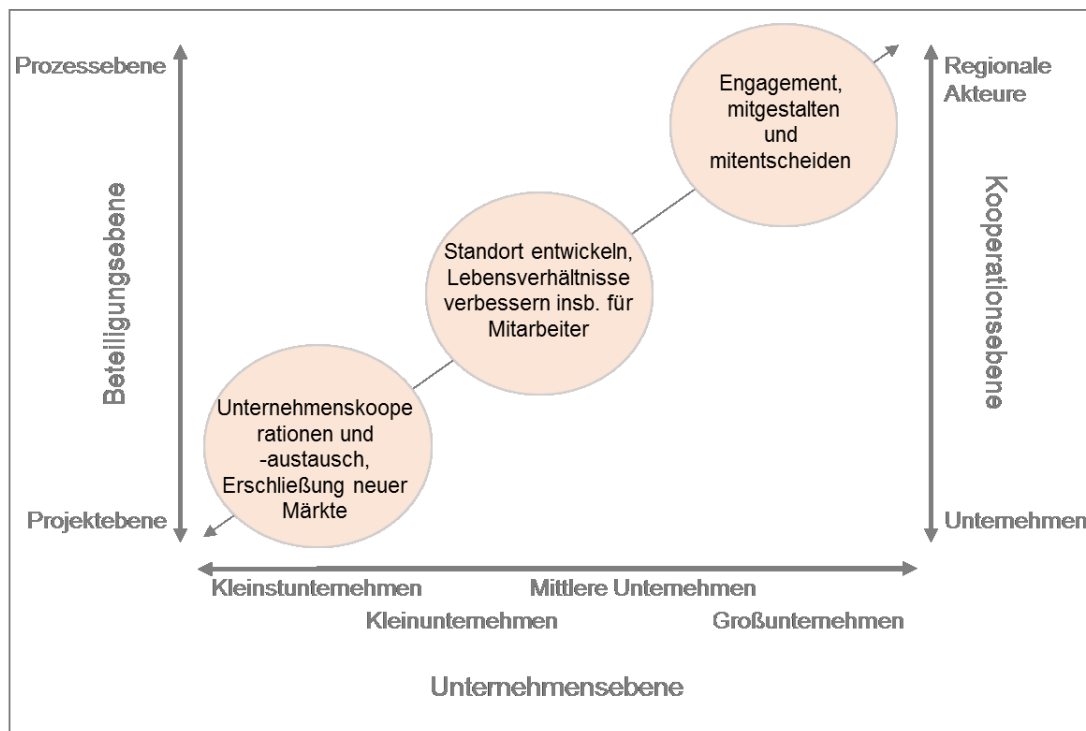 Prozessebene
Regionale
Akteure
Engagement,
mitgestalten
und
mitentscheiden
Beteiligungsebene
Kooperationsebene
Standort entwickeln,
Lebensverhältnisse
verbessern insb. für
Mitarbeiter
Unternehmenskoope
rationen und
-austausch,
Erschließung neuer
Märkte
Projektebene
Unternehmen
Kleinstunternehmen
Mittlere Unternehmen
Kleinunternehmen
Großunternehmen
Unternehmensebene